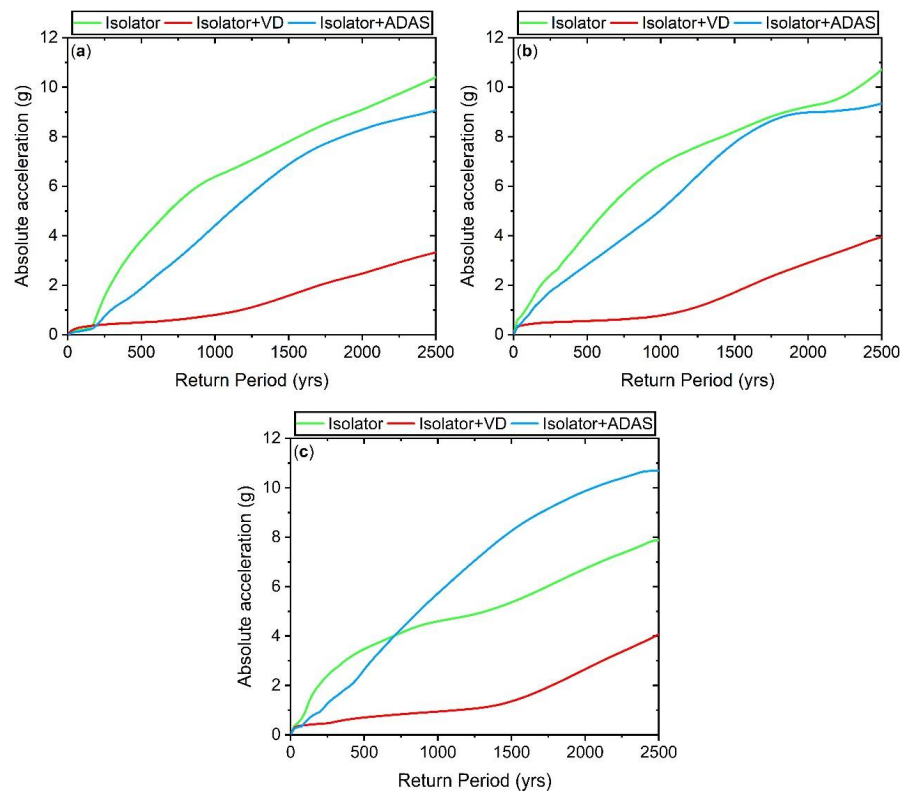 Isolator Isolator+VD Isolator+ADAS
(a)
12
10
8
6
4
2
0
Absolute acceleration (g)
0 500 1000 1500 2000 2500
Return Period (yrs)
Isolator Isolator+VD Isolator+ADAS
(b)
12
10
8
6
4
2
0
Absolute acceleration (g)
0 500 1000 1500 2000 2500
Return Period (yrs)
Isolator Isolator+VD Isolator+ADAS
(c)
12
10
8
6
4
2
0
Absolute acceleration (g)
0 500 1000 1500 2000 2500
Return Period (yrs)